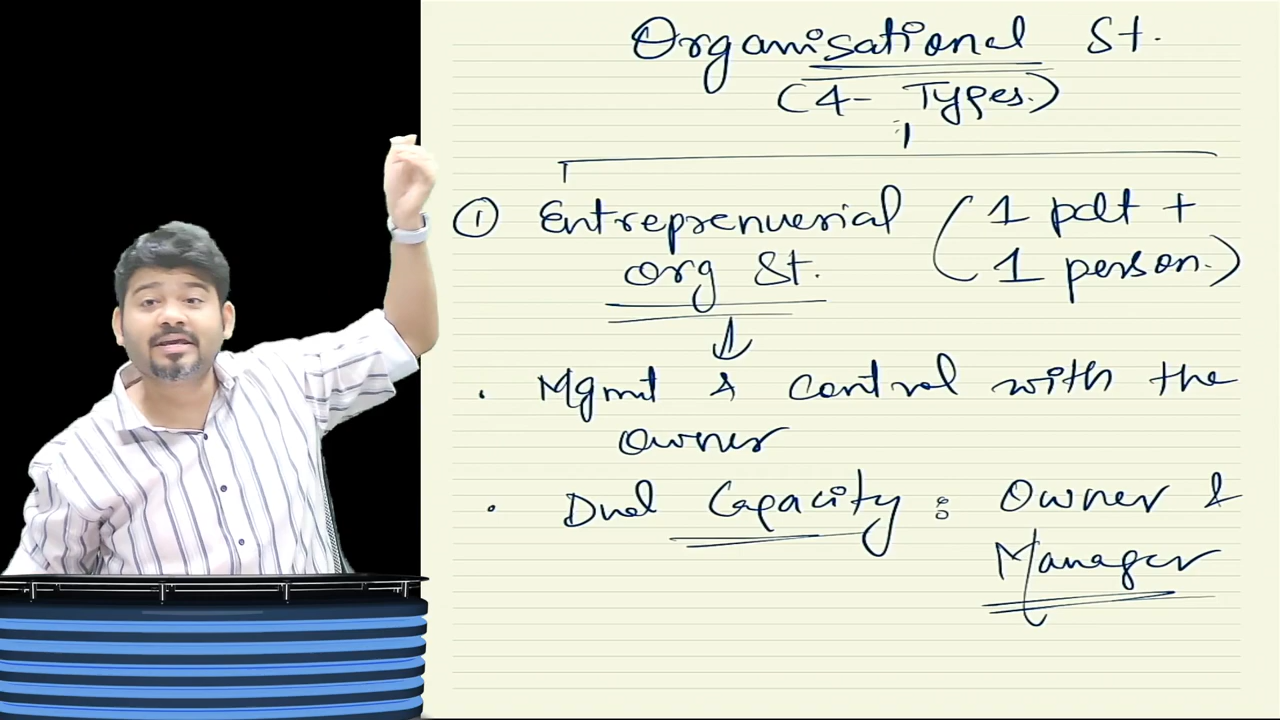 Organisational St.
(4- Types.)
① Entreprenuerial (1 pdt +
org St. 1 person.)
• Mgmt & control with the
Owner
• Dual Capacity : Owner &
Manager